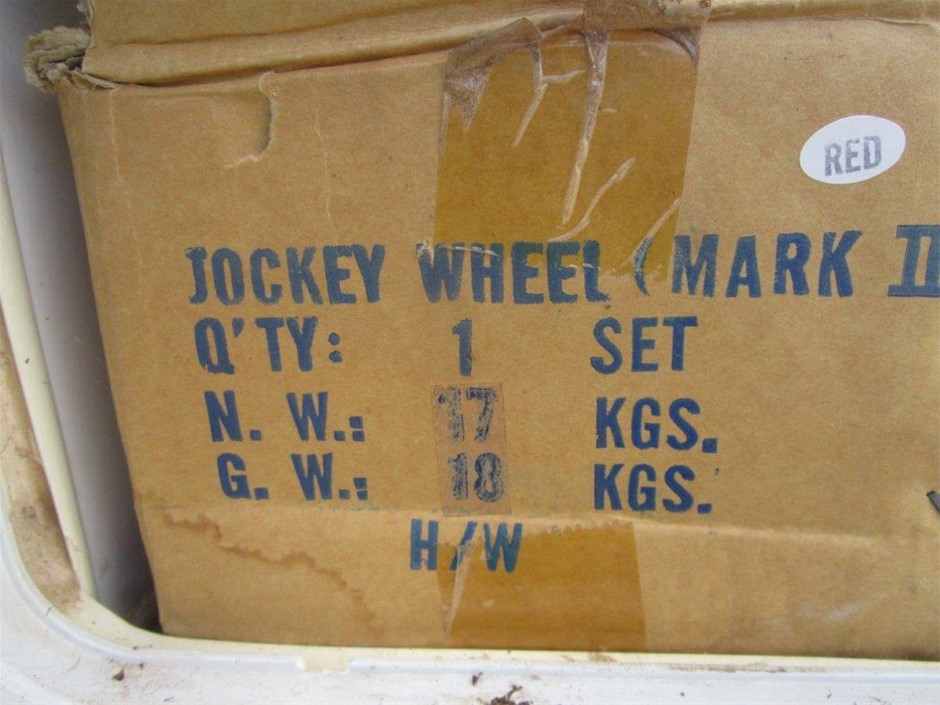 RED
JOCKEY WHEEL (MARK II
Q'TY: 1 SET
N. W.: 17 KGS.
G. W.: 18 KGS.
H/W